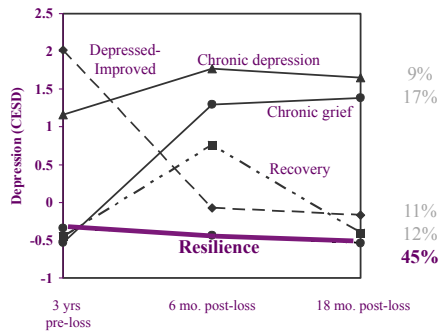 2.5
2
1.5
1
0.5
0
-0.5
-1
Depression (CESD)
Depressed-
Improved
Chronic depression
Chronic grief
Recovery
Resilience
9%
17%
11%
12%
45%
3 yrs
pre-loss
6 mo. post-loss
18 mo. post-loss